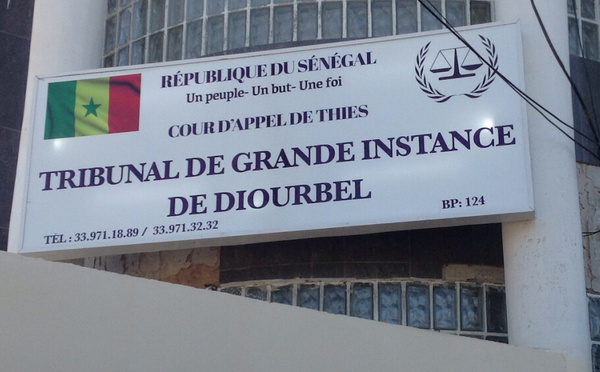 RÉPUBLIQUE DU SÉNÉGAL
Un peuple- Un but- Une foi
COUR D'APPEL DE THIES
TRIBUNAL DE GRANDE INSTANCE
DE DIOURBEL
TÈL : 33.971.18.89 / 33.971.32.32
BP: 124